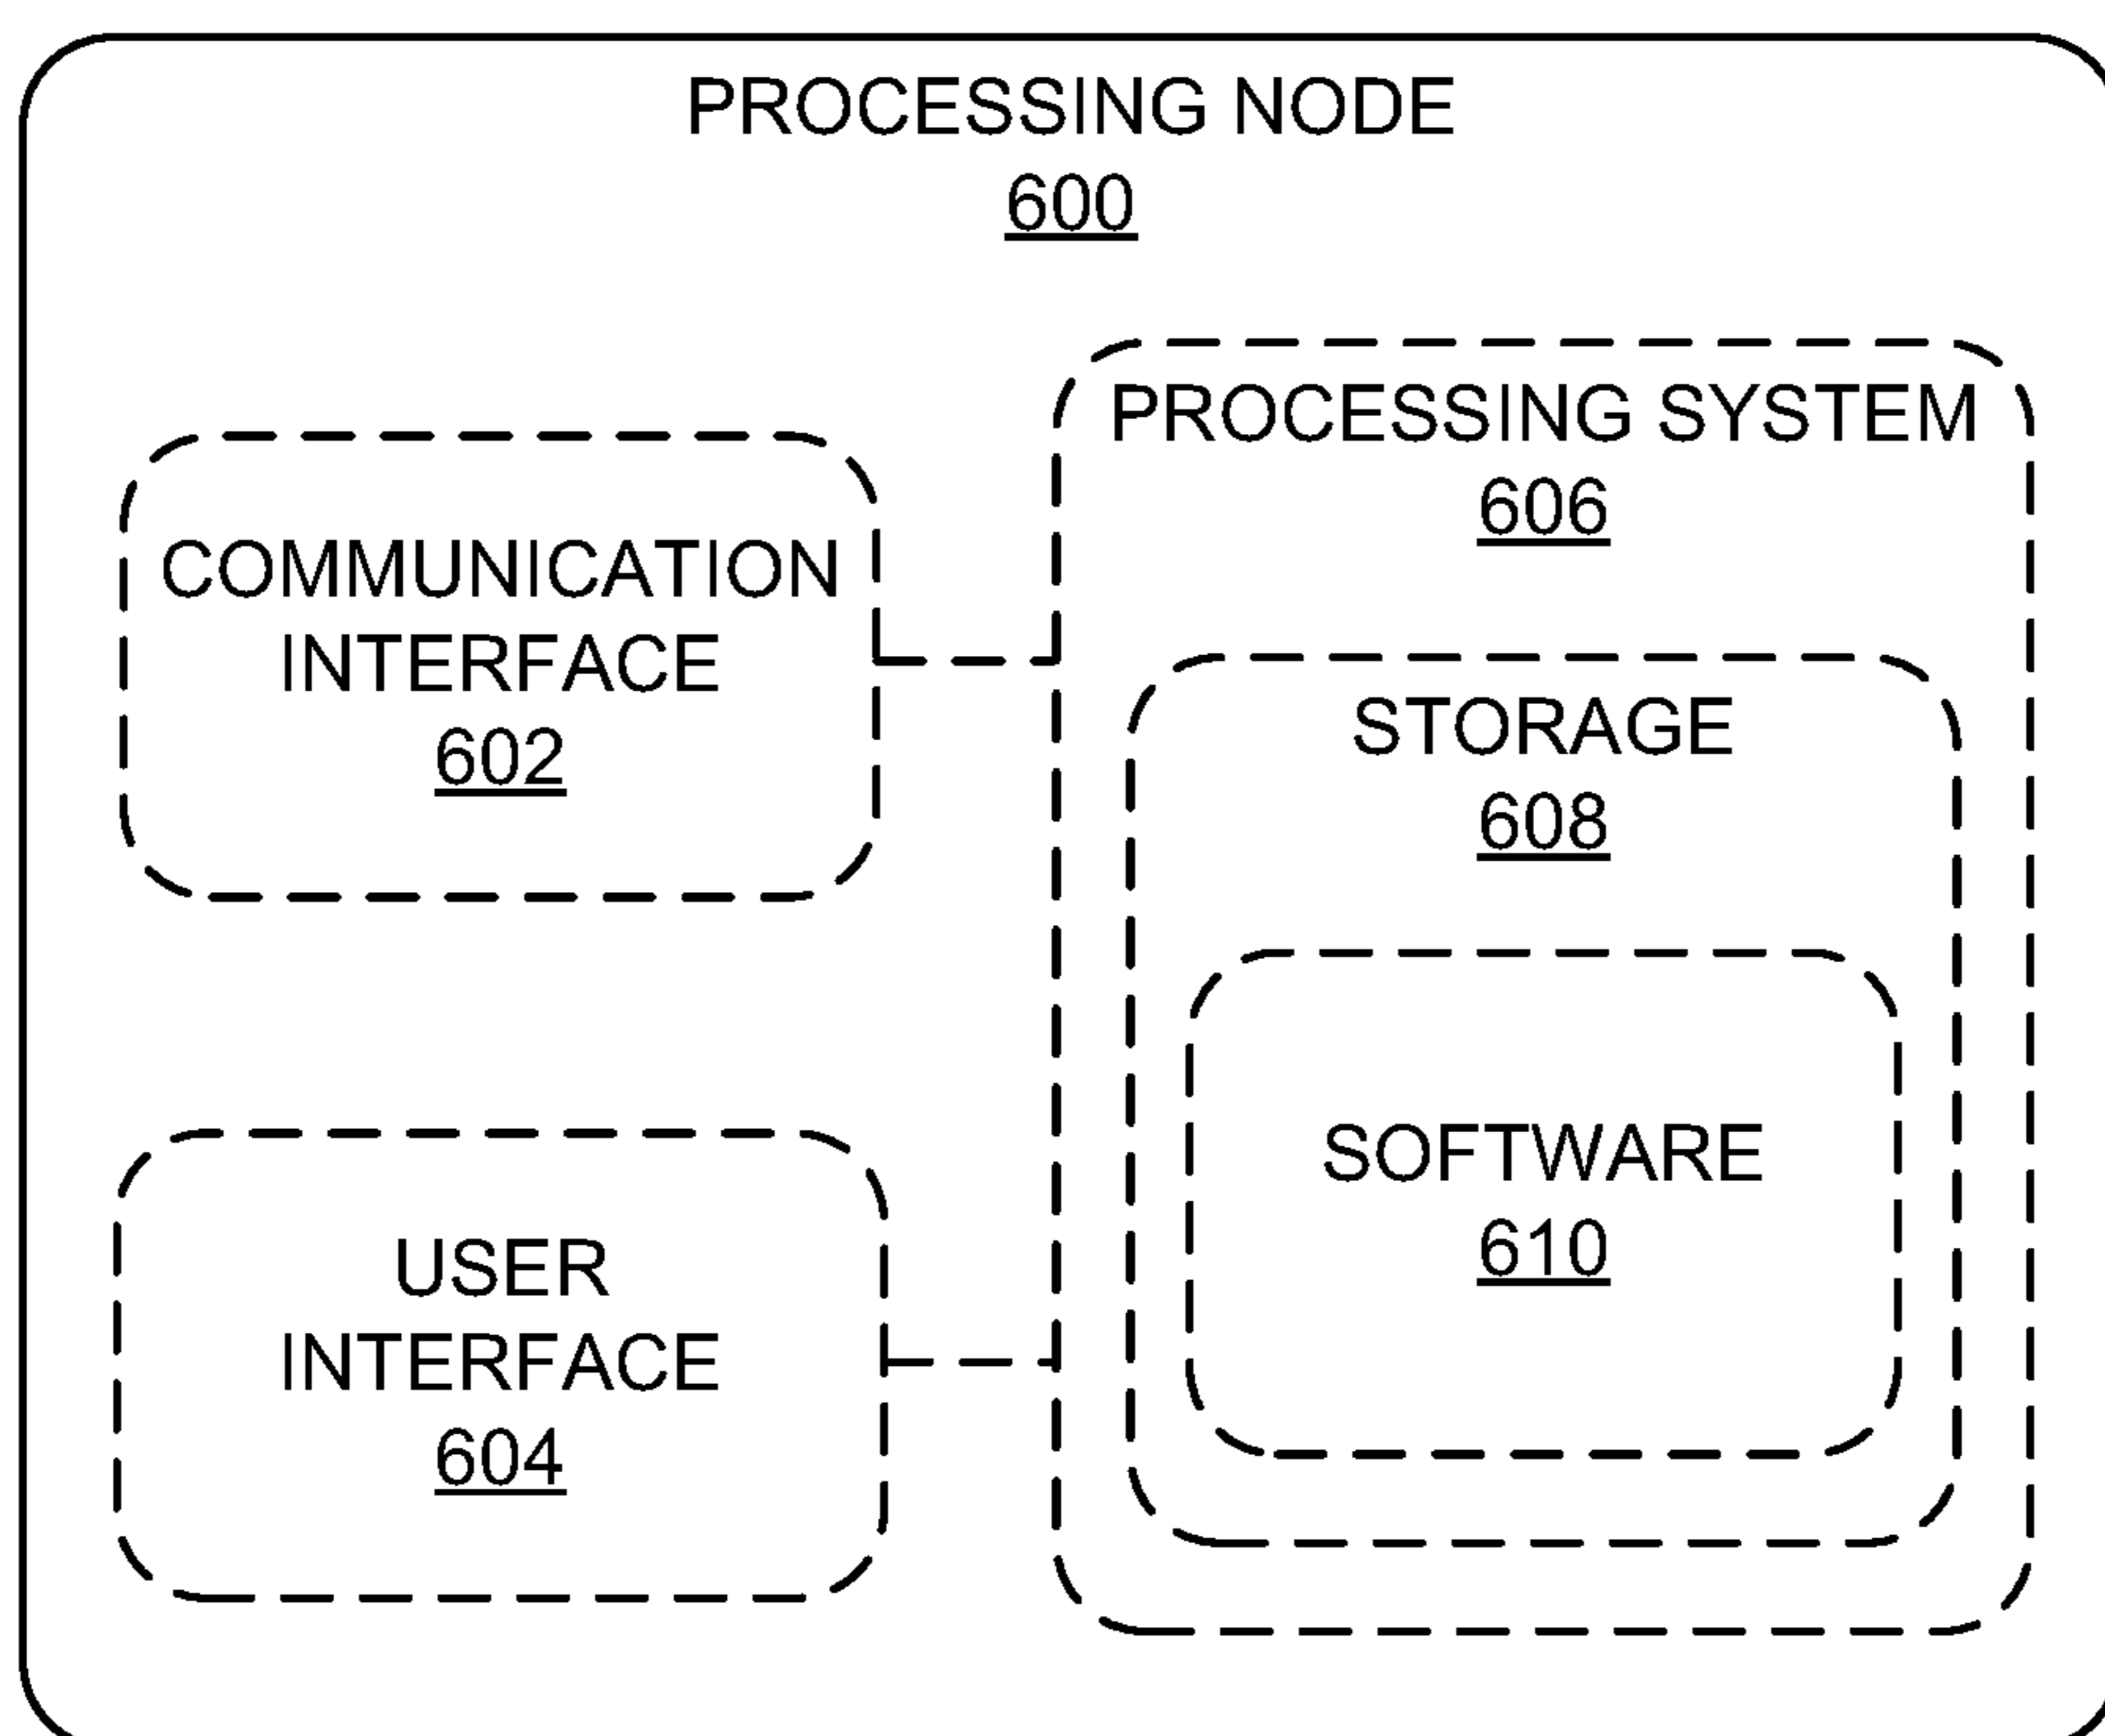 PROCESSING NODE
600
COMMUNICATION
INTERFACE
602
USER
INTERFACE
604
PROCESSING SYSTEM
606
STORAGE
608
SOFTWARE
610